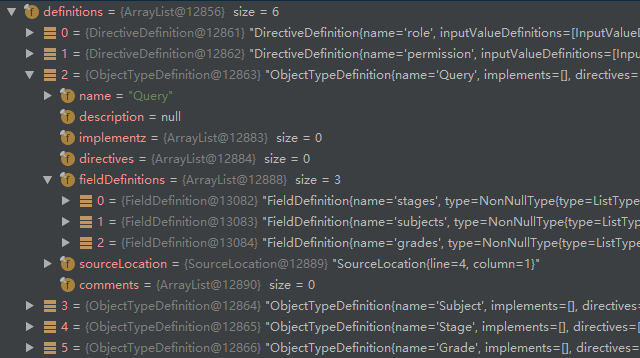 definitions = {ArrayList@12856} size = 6
0 = {DirectiveDefinition@12861} "DirectiveDefinition{name='role', inputValueDefinitions=[InputValueD
1 = {DirectiveDefinition@12862} "DirectiveDefinition{name='permission', inputValueDefinitions=[In
2 = {ObjectTypeDefinition@12863} "ObjectTypeDefinition{name='Query', implements=[], directives =
name = "Query"
description = null
implementz = {ArrayList@12883} size = 0
directives = {ArrayList@12884} size = 0
fieldDefinitions = {ArrayList@12888} size = 3
0 = {FieldDefinition@13082} "FieldDefinition{name='stages', type=NonNullType{type=ListType
1 = {FieldDefinition@13083} "FieldDefinition{name='subjects', type=NonNullType{type=ListTy
2 = {FieldDefinition@13084} "FieldDefinition{name='grades', type=NonNullType{type=ListTyp
sourceLocation = {SourceLocation@12889} "SourceLocation{line=4, column=1}"
comments = {ArrayList@12890} size = 0
3 = {ObjectTypeDefinition@12864} "ObjectTypeDefinition{name='Subject', implements=[], directives
4 = {ObjectTypeDefinition@12865} "ObjectTypeDefinition{name='Stage', implements=[], directives=
5 = {ObjectTypeDefinition@12866} "ObjectTypeDefinition{name='Grade', implements=[], directives=